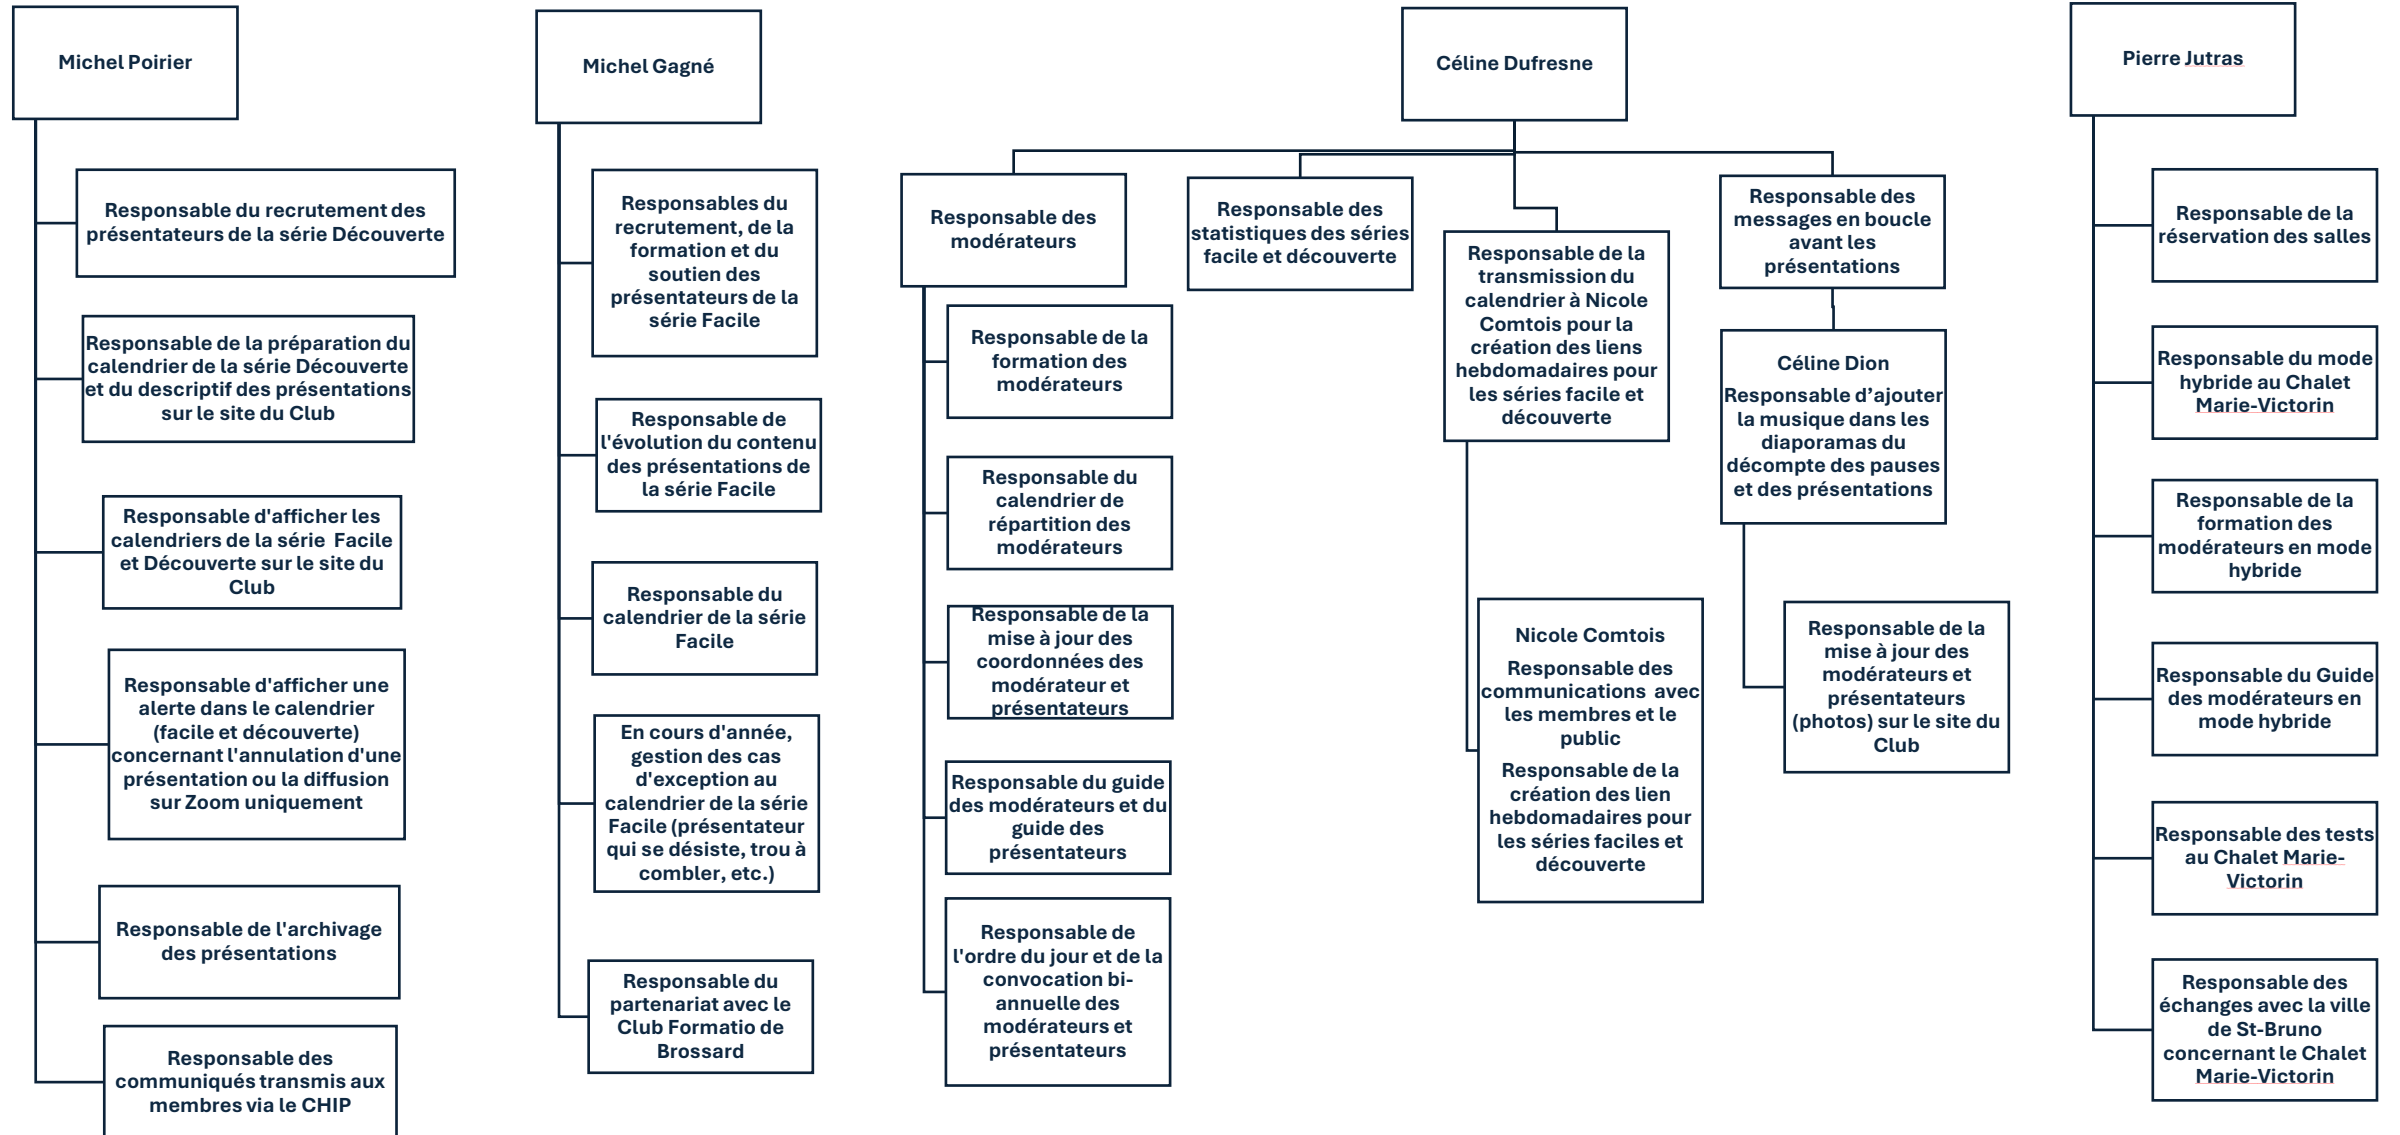 Michel Poirier
Responsable du recrutement des
présentateurs de la série Découverte
Responsable de la préparation du
calendrier de la série Découverte
et du descriptif des présentations
sur le site du Club
Responsable d'afficher les
calendriers de la série  Facile
et Découverte sur le site du
Club
Responsable d'afficher une
alerte dans le calendrier
(facile et découverte)
concernant l'annulation d'une
présentation ou la diffusion
sur Zoom uniquement
Responsable de l'archivage
des présentations
Responsable des
communiqués transmis aux
membres via le CHIP
Michel Gagné
Responsables du
recrutement, de la
formation et du
soutien des
présentateurs de la
série Facile
Responsable de
l'évolution du contenu
des présentations de
la série Facile
Responsable du
calendrier de la série
Facile
En cours d'année,
gestion des cas
d'exception au
calendrier de la série
Facile (présentateur
qui se désiste, trou à
combler, etc.)
Responsable du
partenariat avec le
Club Formatio de
Brossard
Céline Dufresne
Responsable des
modérateurs
Responsable de la
formation des
modérateurs
Responsable du
calendrier de
répartition des
modérateurs
Responsable de la
mise à jour des
coordonnées des
modérateur et
présentateurs
Responsable du guide
des modérateurs et du
guide des
présentateurs
Responsable de
l'ordre du jour et de la
convocation bi-
annuelle des
modérateurs et
présentateurs
Responsable des
statistiques des séries
facile et découverte
Responsable de la
transmission du
calendrier à Nicole
Comtois pour la
création des liens
hebdomadaires pour
les séries facile et
découverte
Nicole Comtois
Responsable des
communications  avec
les membres et le
public
Responsable de la
création des lien
hebdomadaires pour
les séries faciles et
découverte
Responsable des
messages en boucle
avant les
présentations
Céline Dion
Responsable d’ajouter
la musique dans les
diaporamas du
décompte des pauses
et des présentations
Responsable de la
mise à jour des
modérateurs et
présentateurs
(photos) sur le site du
Club
Pierre Jutras
Responsable de la
réservation des salles
Responsable du mode
hybride au Chalet
Marie-Victorin
Responsable de la
formation des
modérateurs en mode
hybride
Responsable du Guide
des modérateurs en
mode hybride
Responsable des tests
au Chalet Marie-
Victorin
Responsable des
échanges avec la ville
de St-Bruno
concernant le Chalet
Marie-Victorin